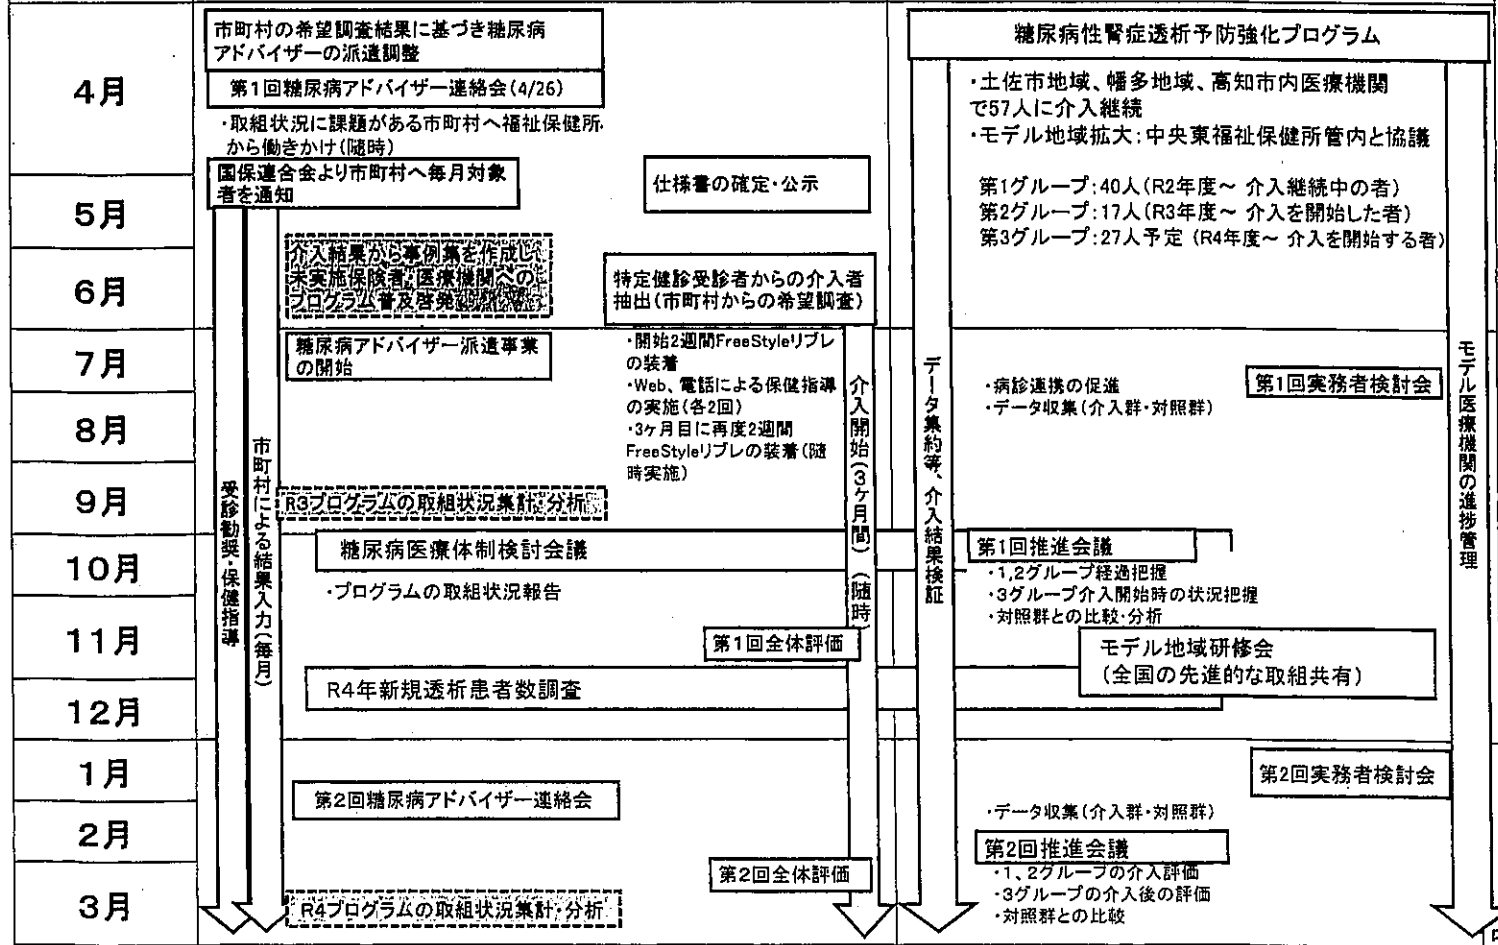 4月
5月
6月
7月
8月
9月
10月
11月
12月
1月
2月
3月
市町村の希望調査結果に基づき糖尿病
アドバイザーの派遣調整
第1回糖尿病アドバイザー連絡会(4/26)
・取組状況に課題がある市町村へ福祉保健所
から働きかけ(随時)
国保連合会より市町村へ毎月対象
者を通知
受診勧奨・保健指導
市町村による結果入力(毎月)
介入結果から事例集を作成し、
未実施保険者・医療機関への
プログラム普及啓発
糖尿病アドバイザー派遣事業
の開始
R3プログラムの取組状況集計・分析
糖尿病医療体制検討会議
・プログラムの取組状況報告
R4年新規透析患者数調査
第2回糖尿病アドバイザー連絡会
R4プログラムの取組状況集計・分析
仕様書の確定・公示
特定健診受診者からの介入者
抽出(市町村からの希望調査)
・開始2週間FreeStyleリブレ
の装着
・Web、電話による保健指導
の実施(各2回)
・3ヶ月目に再度2週間
FreeStyleリブレの装着(随
時実施)
介入開始(3ヶ月間)(随時)
第1回全体評価
第2回全体評価
糖尿病性腎症透析予防強化プログラム
・土佐市地域、幡多地域、高知市内医療機関
で57人に介入継続
・モデル地域拡大:中央東福祉保健所管内と協議
第1グループ:40人(R2年度～ 介入継続中の者)
第2グループ:17人(R3年度～ 介入を開始した者)
第3グループ:27人予定 (R4年度～ 介入を開始する者)
データ集約等、介入結果検証
・病診連携の促進
・データ収集(介入群・対照群)
第1回実務者検討会
モデル医療機関の進捗管理
第1回推進会議
・1,2グループ経過把握
・3グループ介入開始時の状況把握
・対照群との比較・分析
モデル地域研修会
(全国の先進的な取組共有)
第2回実務者検討会
・データ収集(介入群・対照群)
第2回推進会議
・1、2グループの介入評価
・3グループの介入後の評価
・対照群との比較